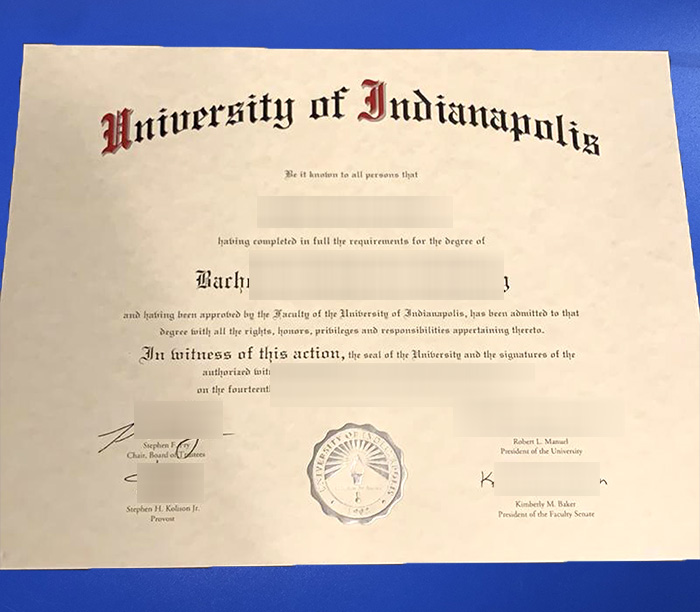 University of Indianapolis
Be it known to all persons that
having completed in full the requirements for the degree of
and having been approved by the Faculty of the University of Indianapolis, has been admitted to that
degree with all the rights, honors, privileges and responsibilities appertaining thereto.
In witness of this action, the seal of the University and the signatures of the
authorized
on the
Stephen
Chair, Board of Trustees
Robert L. Manuel
President of the University
UNIVERSITY OF INDIANAPOLIS
Stephen H. Kolison Jr.
Provost
Kimberly M. Baker
President of the Faculty Senate